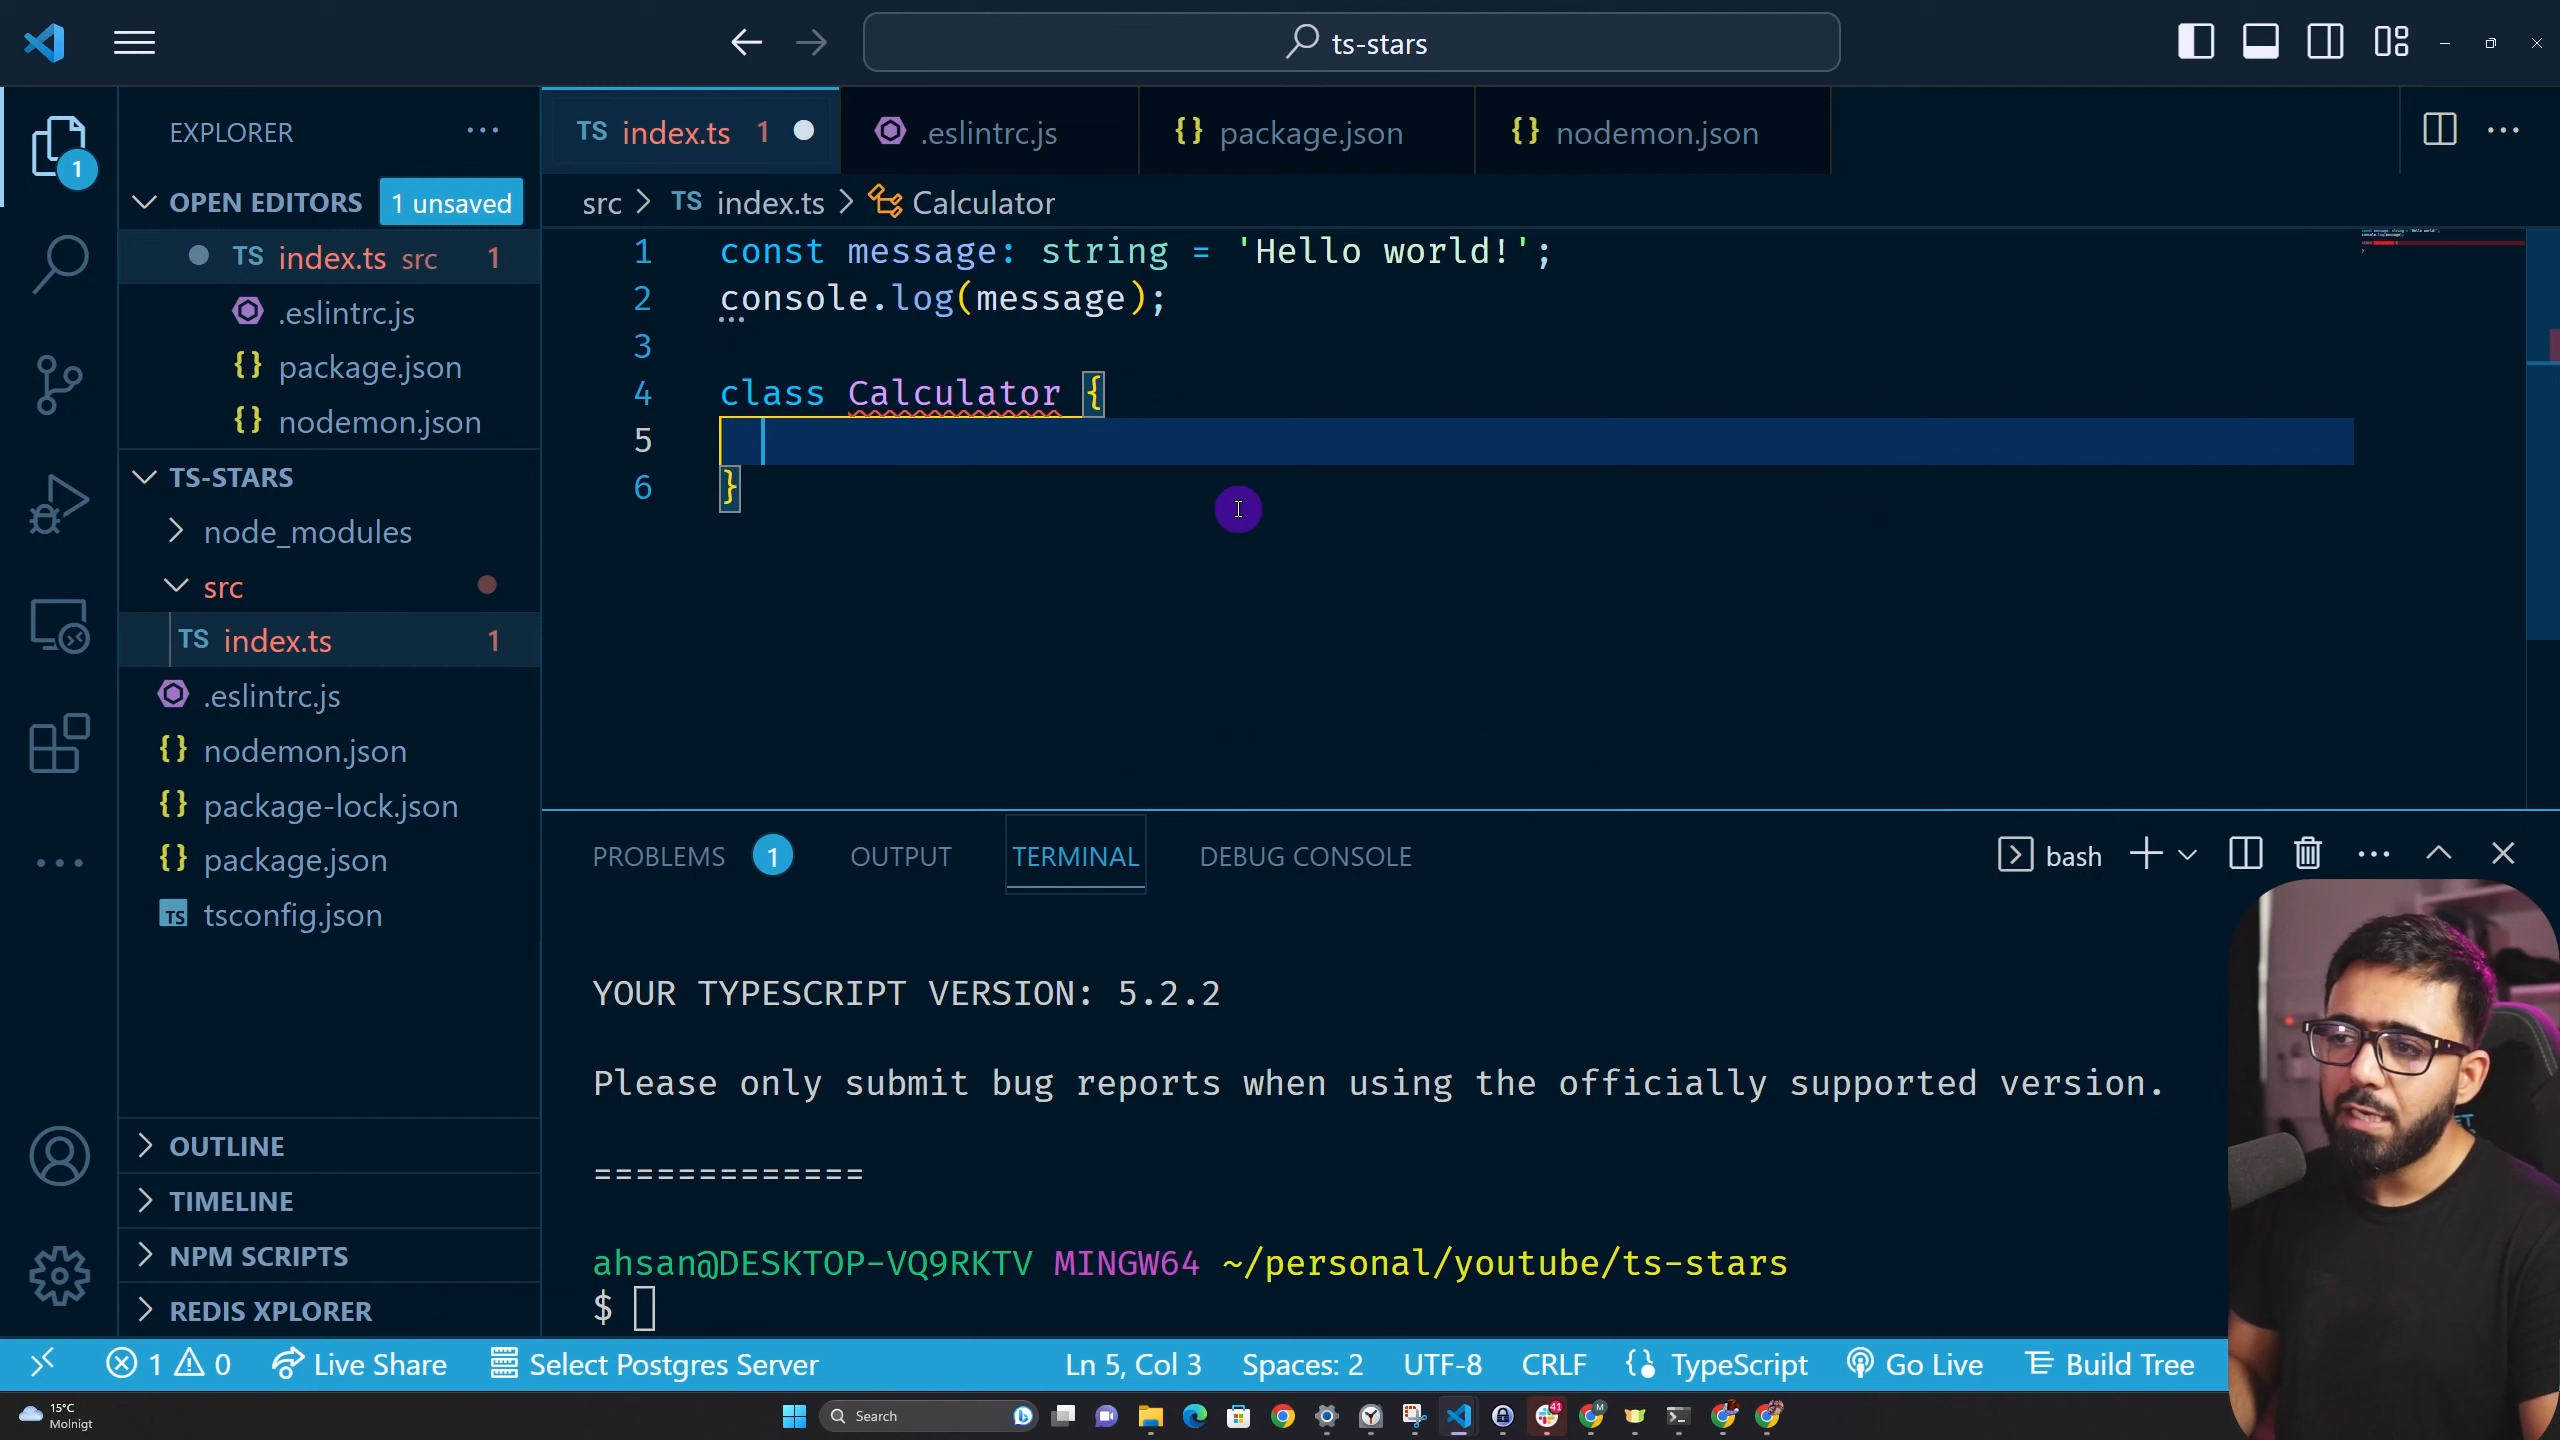 ts-stars
EXPLORER
OPEN EDITORS 1 unsaved
TS index.ts src 1
.eslintrc.js
{} package.json
{} nodemon.json
TS-STARS
node_modules
src
TS index.ts 1
.eslintrc.js
{} nodemon.json
{} package-lock.json
{} package.json
TS tsconfig.json
OUTLINE
TIMELINE
NPM SCRIPTS
REDIS XPLORER
1
TS index.ts 1
.eslintrc.js
{} package.json
{} nodemon.json
src > TS index.ts > Calculator
1 const message: string = 'Hello world!';
2 console.log(message);
3
4 class Calculator {
5
6 }
PROBLEMS 1 OUTPUT TERMINAL DEBUG CONSOLE
bash
YOUR TYPESCRIPT VERSION: 5.2.2
Please only submit bug reports when using the officially supported version.
=============
ahsan@DESKTOP-VQ9RKTV MINGW64 ~/personal/youtube/ts-stars
$
1 0 Live Share Select Postgres Server Ln 5, Col 3 Spaces: 2 UTF-8 CRLF {} TypeScript Go Live Build Tree
15°C
Molnigt
Search
41
M